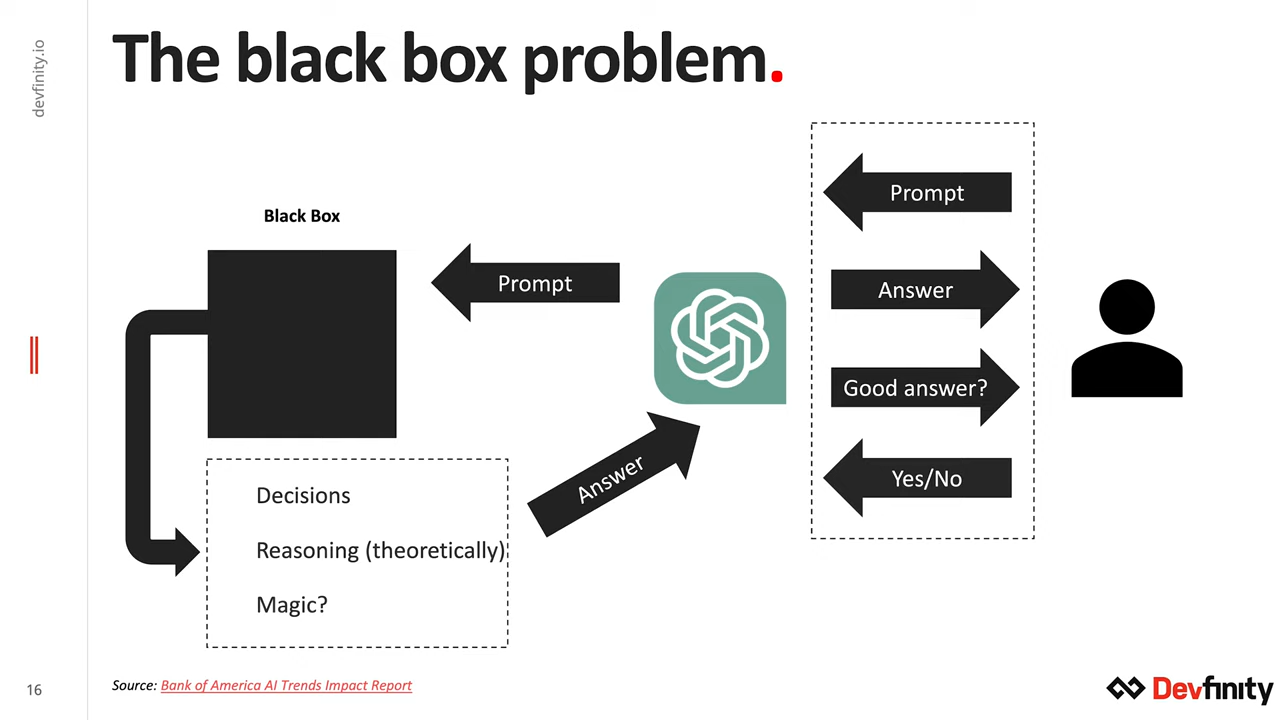 devfinity.io
The black box problem.
Black Box
Prompt
Prompt
Answer
Good answer?
Yes/No
Answer
Decisions
Reasoning (theoretically)
Magic?
Source: Bank of America AI Trends Impact Report
16
Devfinity